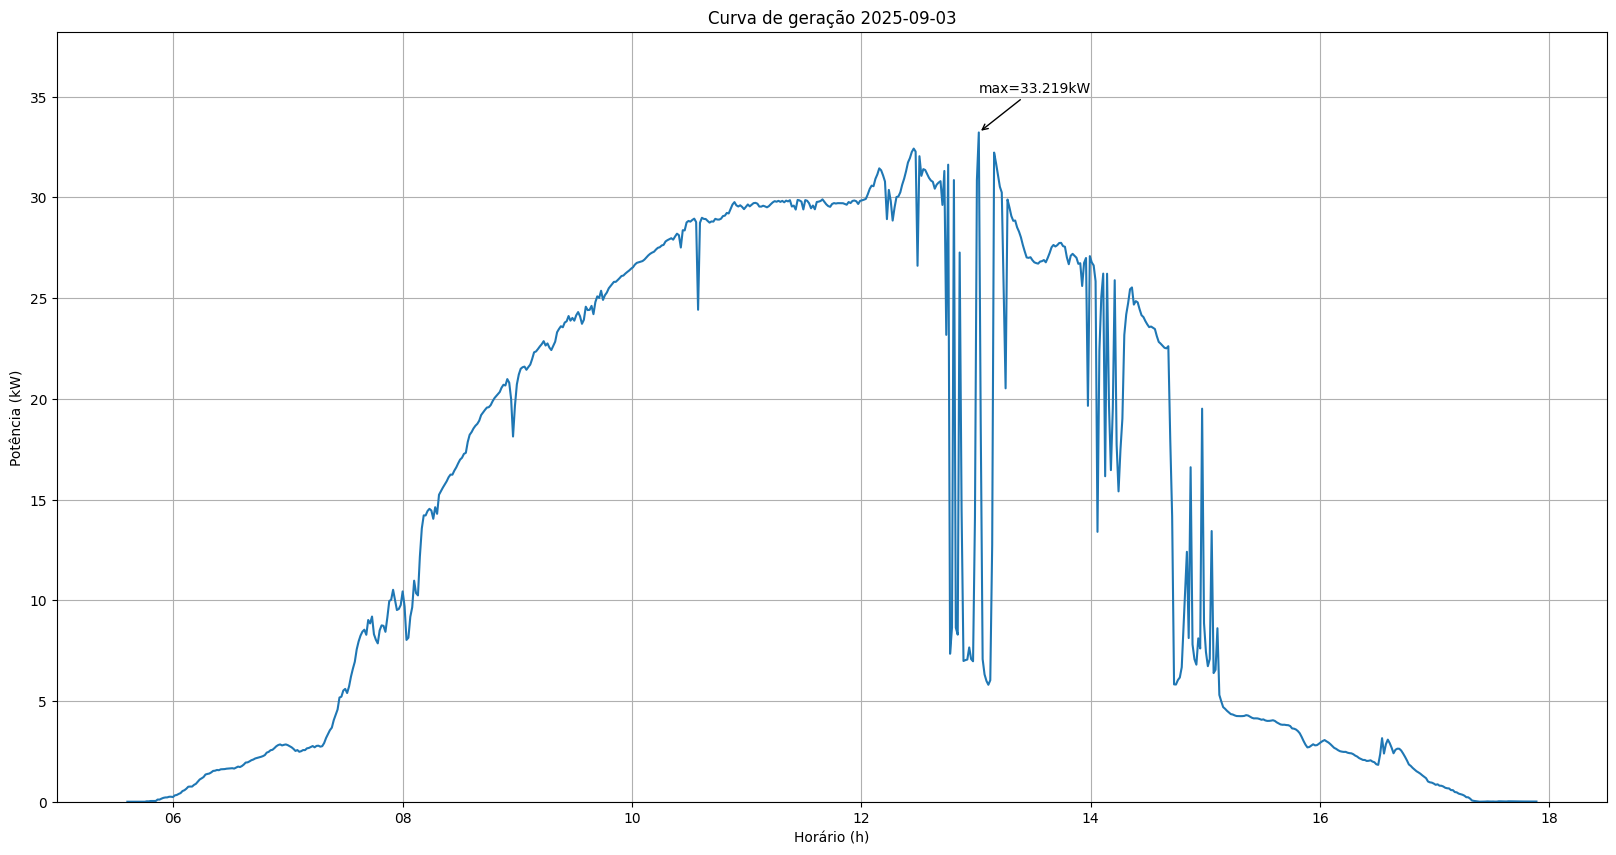 Curva de geração 2025-09-03
max=33.219kW
35
30
25
20
15
10
5
0
Potência (kW)
06 08 10 12 14 16 18
Horário (h)